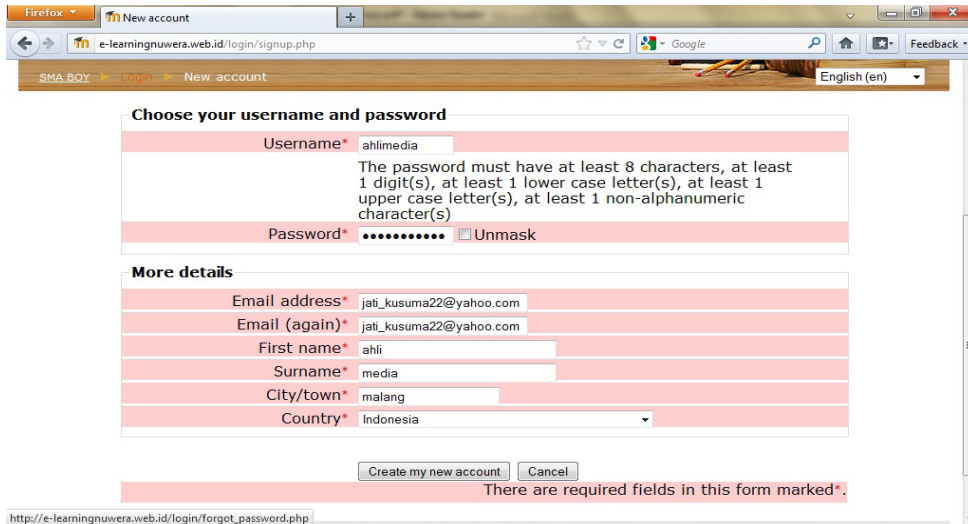 Firefox
New account
e-learningnuwera.web.id/login/signup.php
Google
Feedback
SMA BOY Login New account
English (en)
Choose your username and password
Username* ahlimedia
The password must have at least 8 characters, at least
1 digit(s), at least 1 lower case letter(s), at least 1
upper case letter(s), at least 1 non-alphanumeric
character(s)
Password* ••••••••••• Unmask
More details
Email address* jati_kusuma22@yahoo.com
Email (again)* jati_kusuma22@yahoo.com
First name* ahli
Surname* media
City/town* malang
Country* Indonesia
Create my new account Cancel
There are required fields in this form marked*.
http://e-learningnuwera.web.id/login/forgot_password.php